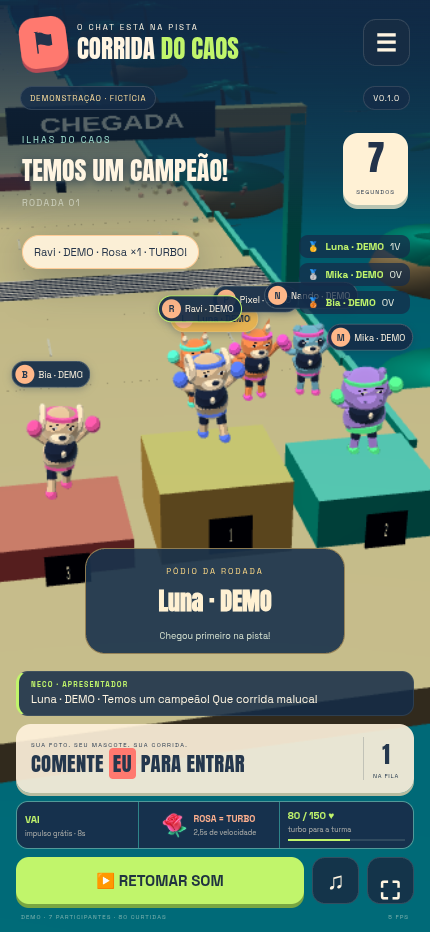 O CHAT ESTÁ NA PISTA
CORRIDA DO CAOS
DEMONSTRAÇÃO · FICTÍCIA
V0.1.0
CHEGADA
ILHAS DO CAOS
TEMOS UM CAMPEÃO!
RODADA 01
7
SEGUNDOS
Ravi · DEMO · Rosa ×1 · TURBO!
Luna · DEMO 1V
Mika · DEMO 0V
Bia · DEMO 0V
N
Pixel ·
R Ravi · DEMO
M Mika · DEMO
B Bia · DEMO
1
2
3
PÓDIO DA RODADA
Luna · DEMO
Chegou primeiro na pista!
NECO · APRESENTADOR
Luna · DEMO · Temos um campeão! Que corrida maluca!
SUA FOTO. SEU MASCOTE. SUA CORRIDA.
COMENTE EU PARA ENTRAR
1
NA FILA
VAI
impulso grátis · 8s
ROSA = TURBO
2,5s de velocidade
80 / 150 ♥
turbo para a turma
▶️ RETOMAR SOM
♫
DEMO · 7 PARTICIPANTES · 80 CURTIDAS
8 FPS